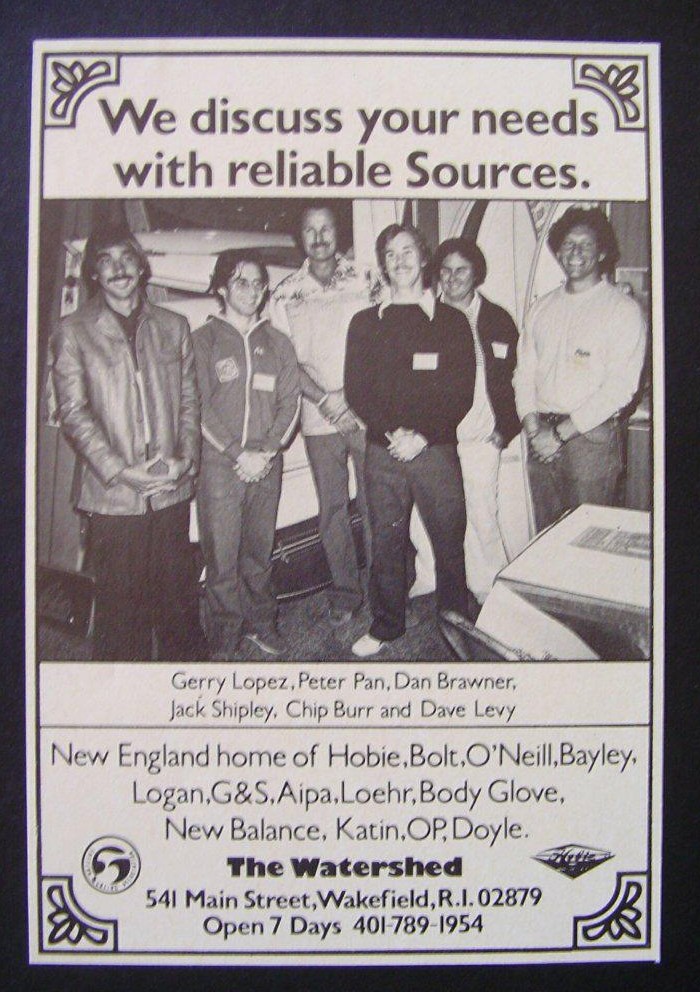 We discuss your needs
with reliable Sources.
Gerry Lopez, Peter Pan, Dan Brawner,
Jack Shipley, Chip Burr and Dave Levy
New England home of Hobie, Bolt, O'Neill, Bayley,
Logan, G&S, Aipa, Loehr, Body Glove,
New Balance, Katin, OP, Doyle.
The Watershed
541 Main Street, Wakefield, R.I. 02879
Open 7 Days 401-789-1954